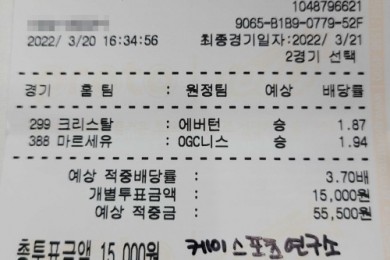 1048796621
9065-B1B9-0779-52F
2022/ 3/20 16:34:56 최종경기일자:2022/ 3/21
2경기 선택
경기 홈 팀 : 원정팀 예상 배당률
299 크리스탈 : 에버턴 승 1.87
388 마르세유 : OGC니스 승 1.94
예상 적중배당률 : 3.70배
개별투표금액 : 15,000원
예상 적중금 : 55,500원
총투표금액 15,000원 케이스포츠연구소